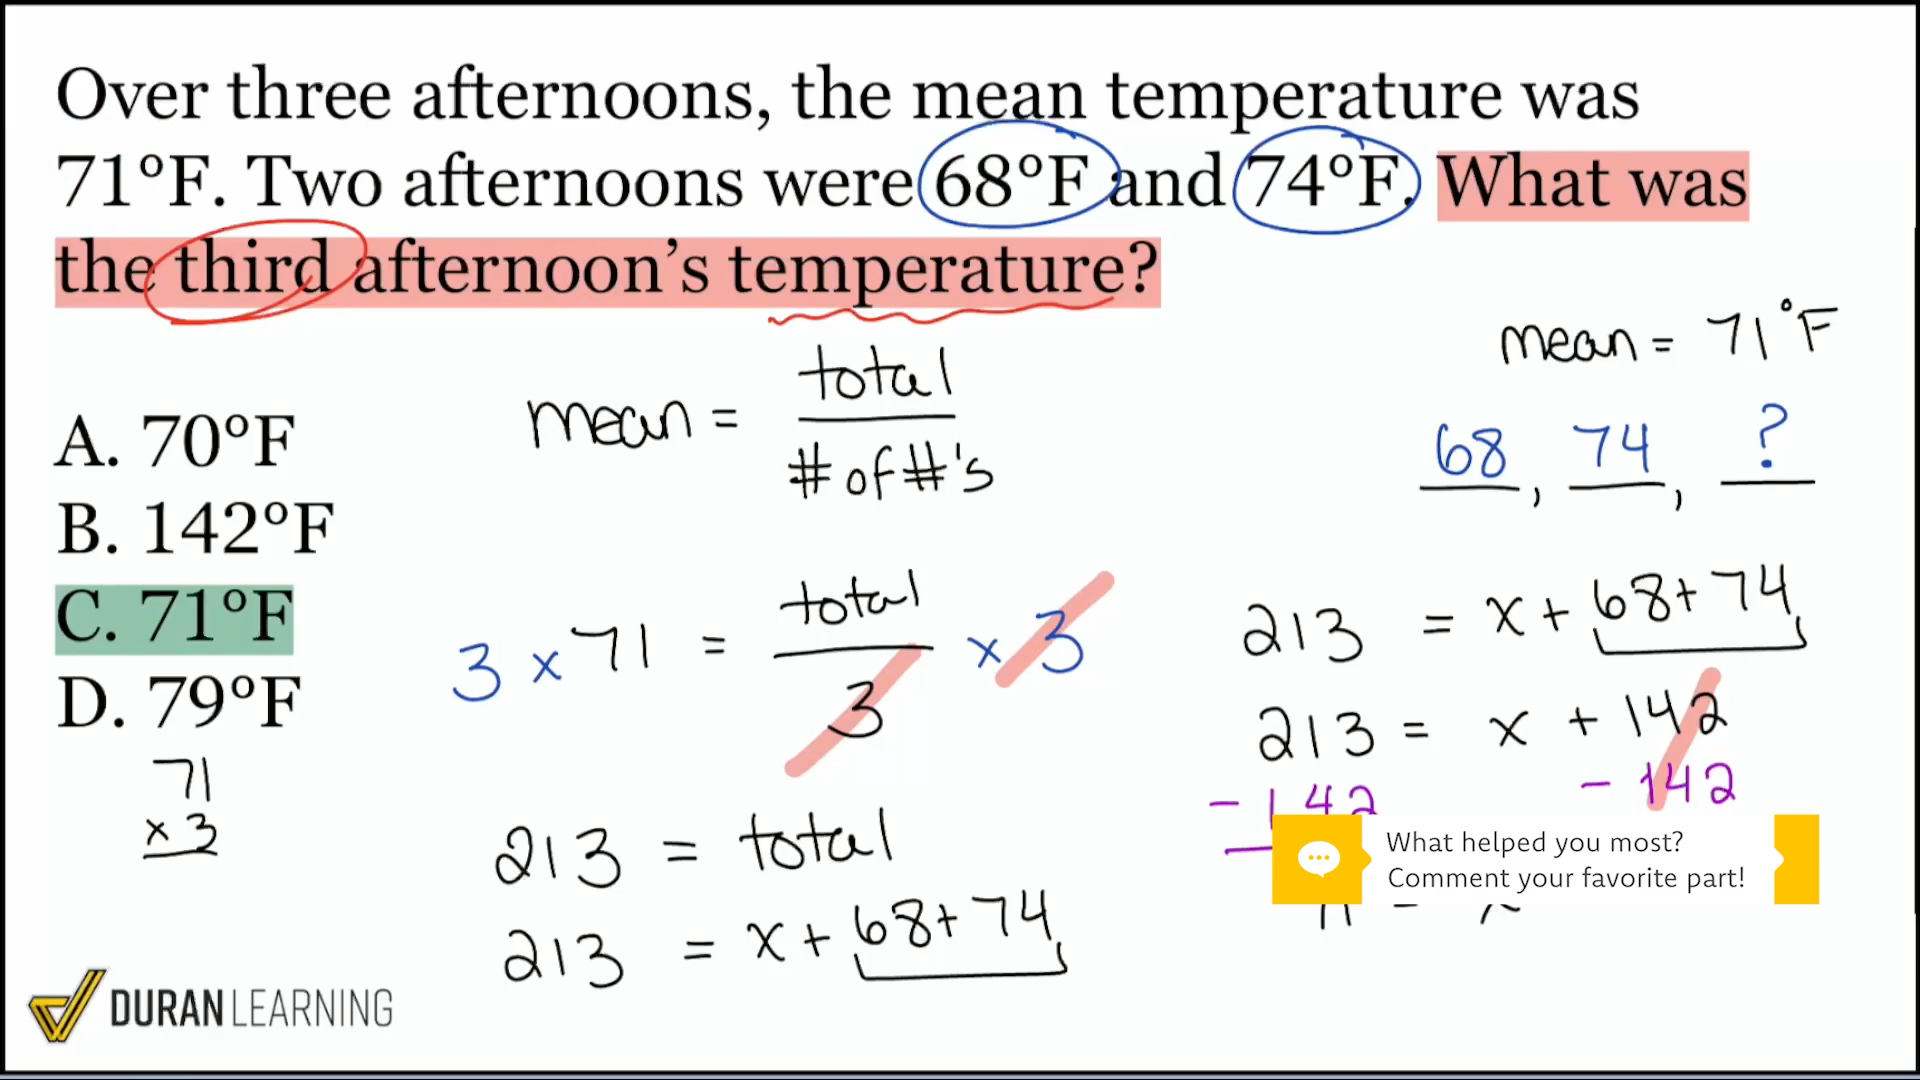 Over three afternoons, the mean temperature was
71°F. Two afternoons were 68°F and 74°F. What was
the third afternoon’s temperature?
A. 70°F
B. 142°F
C. 71°F
D. 79°F
71
× 3
mean = total
# of #'s
3 × 71 = total × 3
3
213 = total
213 = x + 68 + 74
mean = 71°F
68, 74, ?
213 = x + 68 + 74
213 = x + 142
- 142 - 142
What helped you most?
Comment your favorite part!
DURAN LEARNING